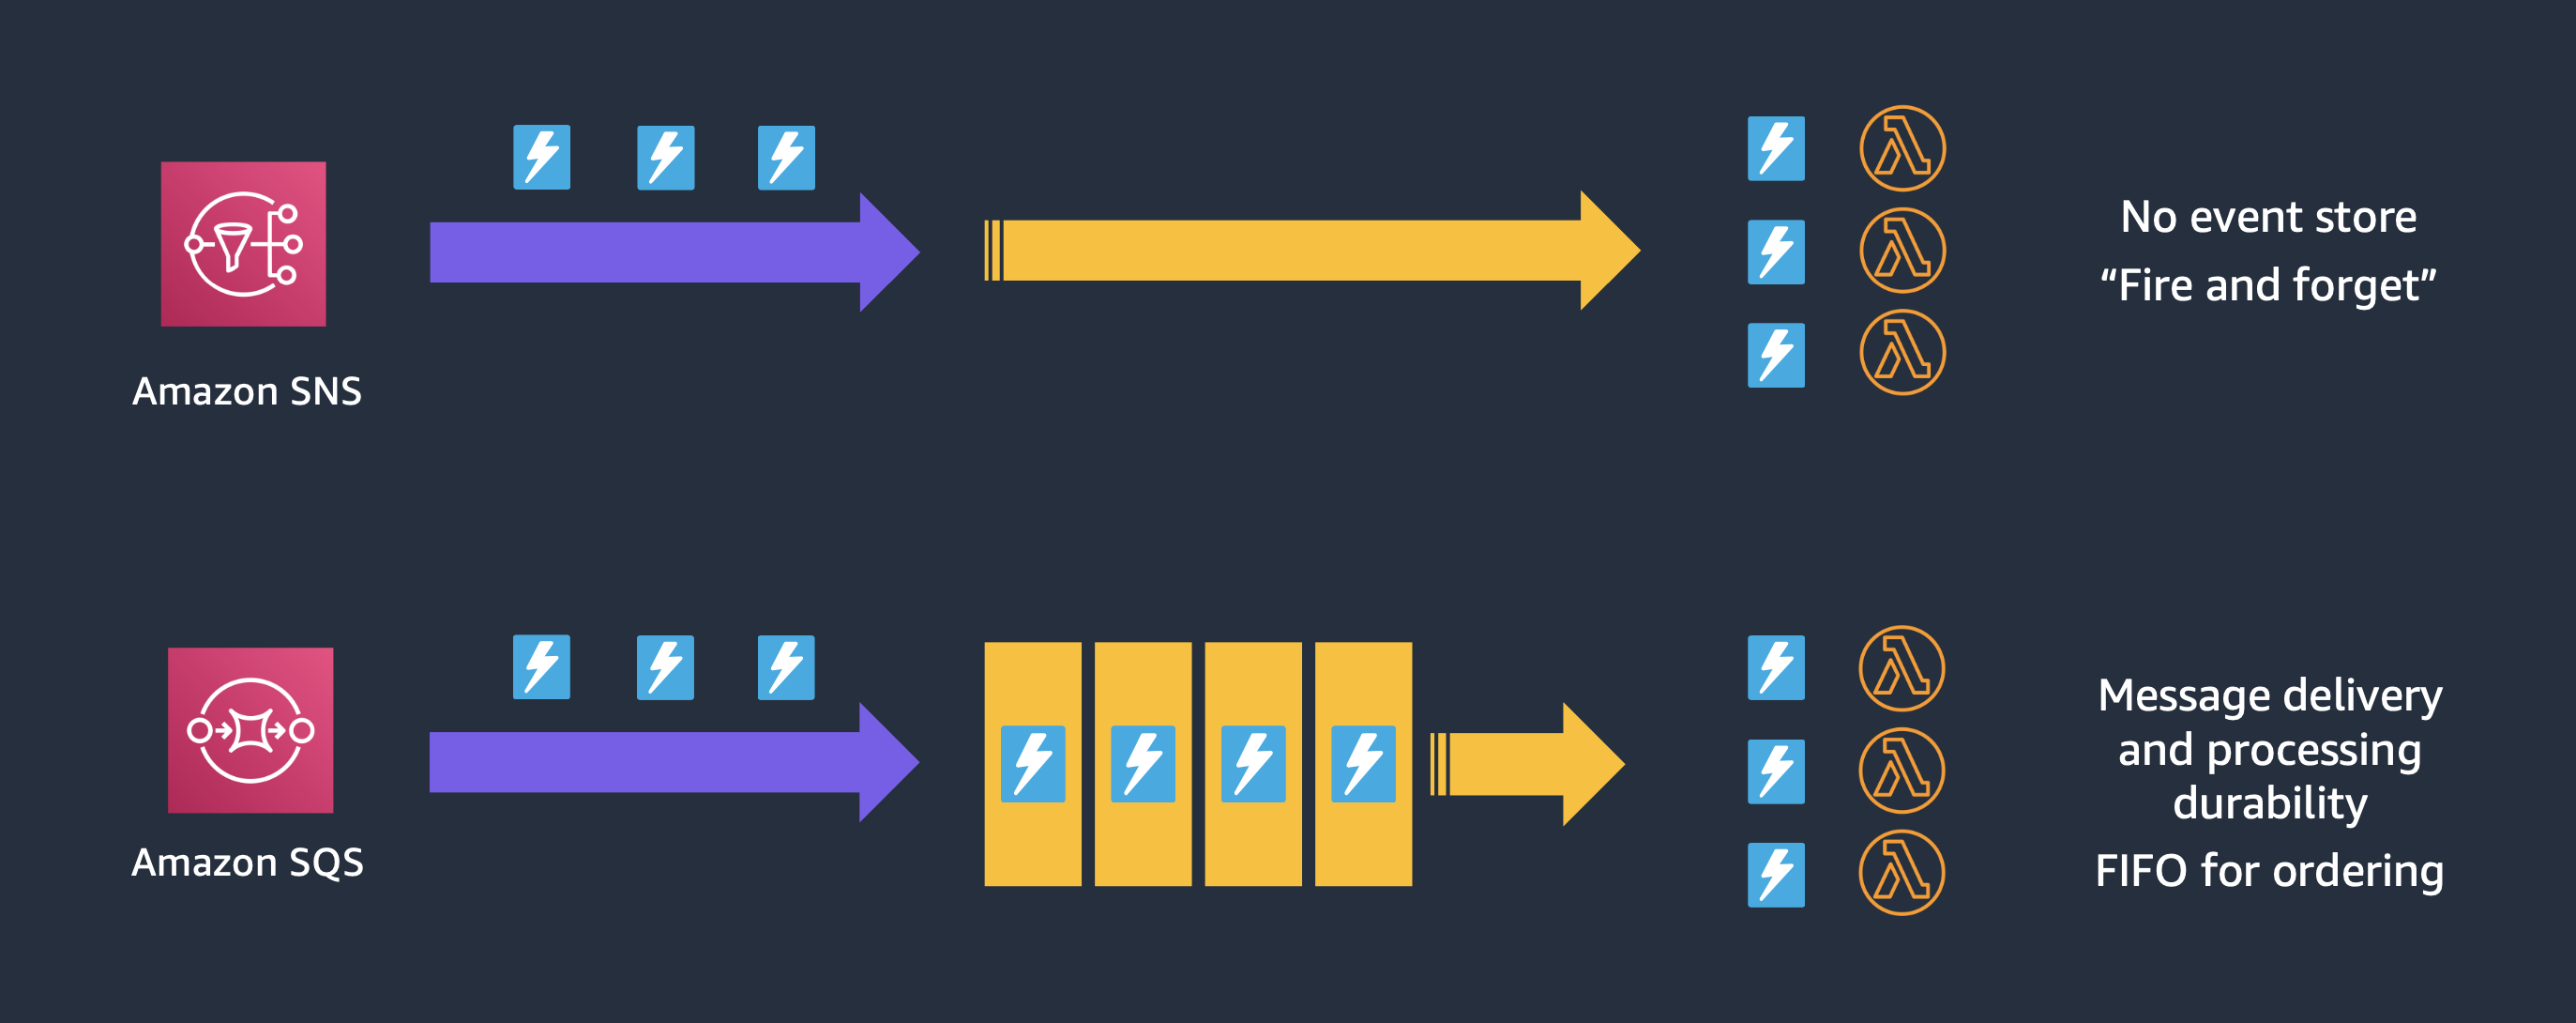 Amazon SNS
No event store
“Fire and forget”
Amazon SQS
Message delivery
and processing
durability
FIFO for ordering